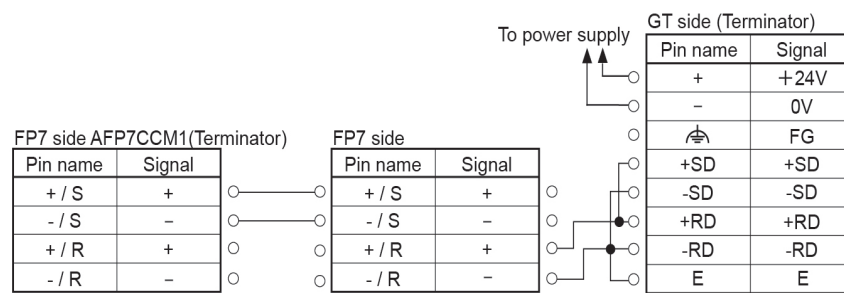 To power supply
GT side (Terminator)
Pin name Signal
+ +24V
− 0V
FG
+SD +SD
-SD -SD
+RD +RD
-RD -RD
E E
FP7 side AFP7CCM1(Terminator)
Pin name Signal
+ / S +
- / S −
+ / R +
- / R −
FP7 side
Pin name Signal
+ / S +
- / S −
+ / R +
- / R −